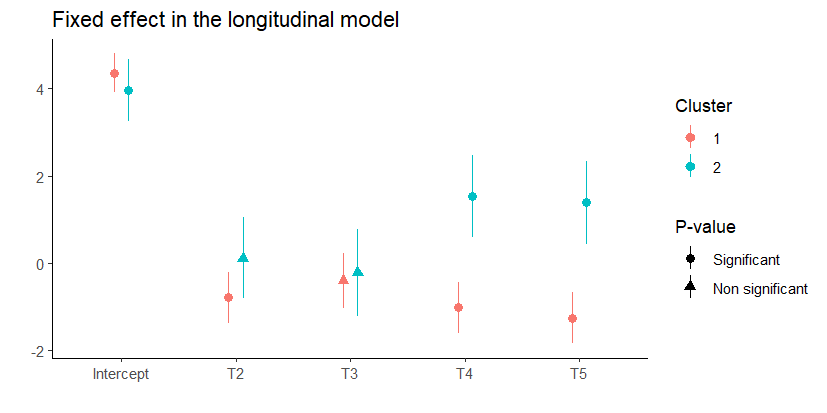 Fixed effect in the longitudinal model
4
2
0
-2
Intercept
T2
T3
T4
T5
Cluster
1
2
P-value
Significant
Non significant